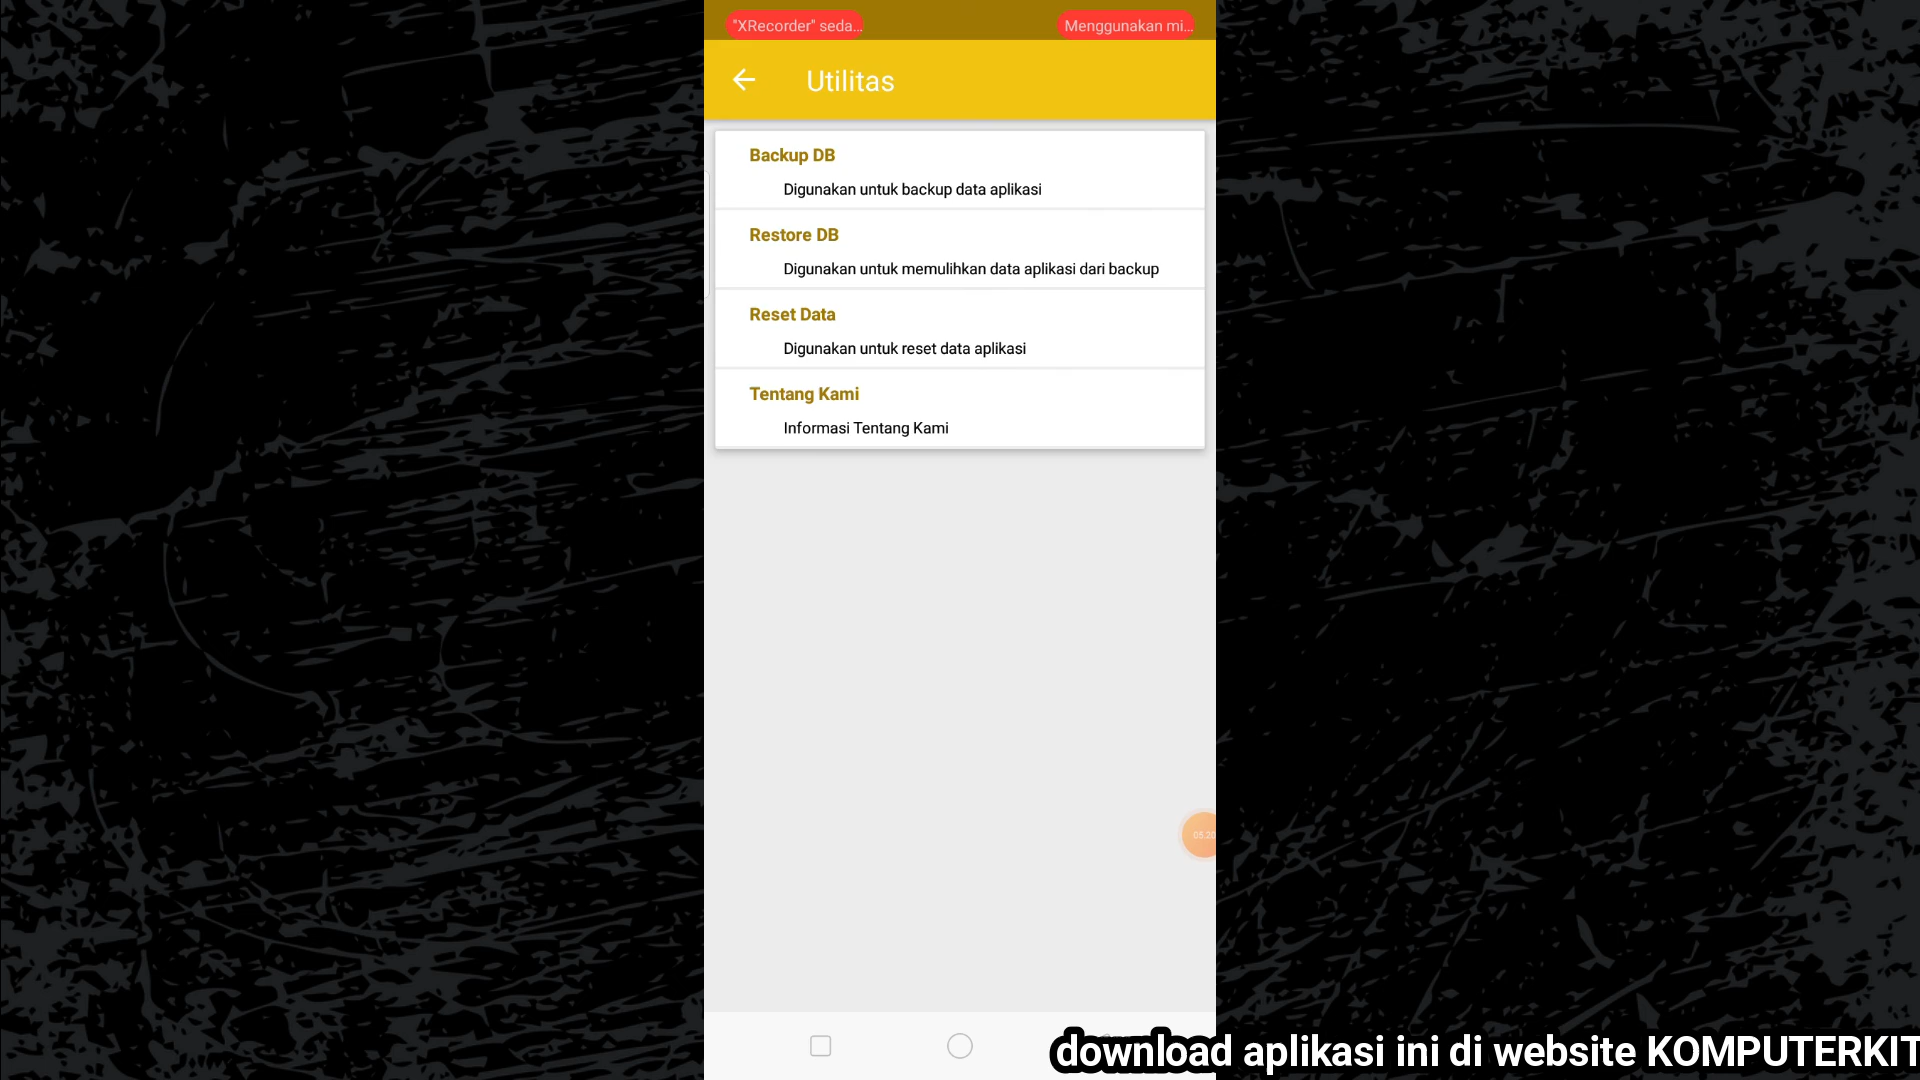 "XRecorder" seda...
Menggunakan mi...
Utilitas
Backup DB
Digunakan untuk backup data aplikasi
Restore DB
Digunakan untuk memulihkan data aplikasi dari backup
Reset Data
Digunakan untuk reset data aplikasi
Tentang Kami
Informasi Tentang Kami
05.20
download aplikasi ini di website KOMPUTERKIT